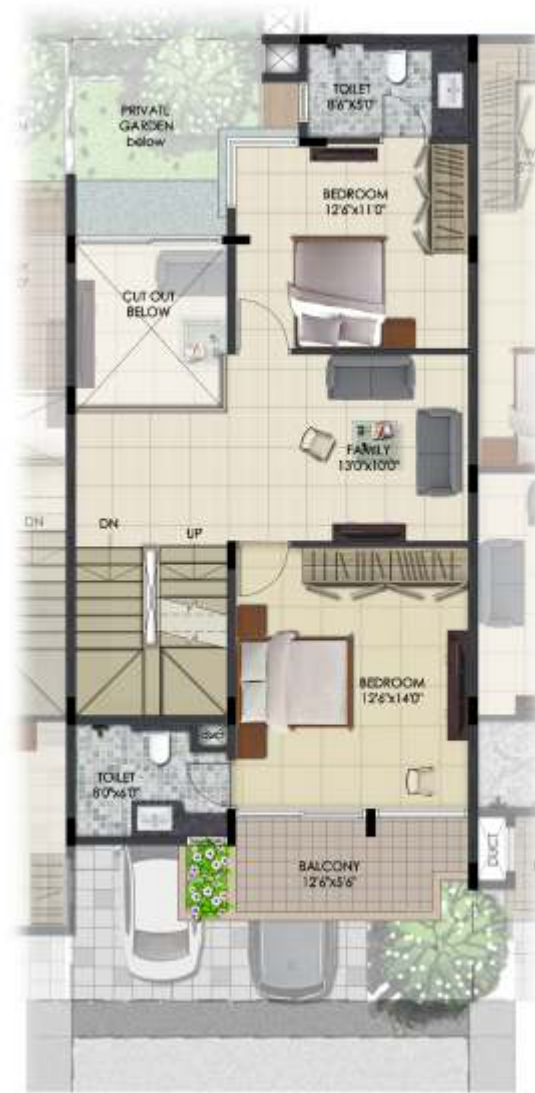 TOILET
8'6"X5'0"
PRIVATE
GARDEN
below
BEDROOM
12'6"x11'0"
CUT OUT
BELOW
FAMILY
13'0"x10'0"
DN
DN
UP
BEDROOM
12'6"x14'0"
TOILET
8'0"x6'0"
BALCONY
12'6"x5'6"
DUCT